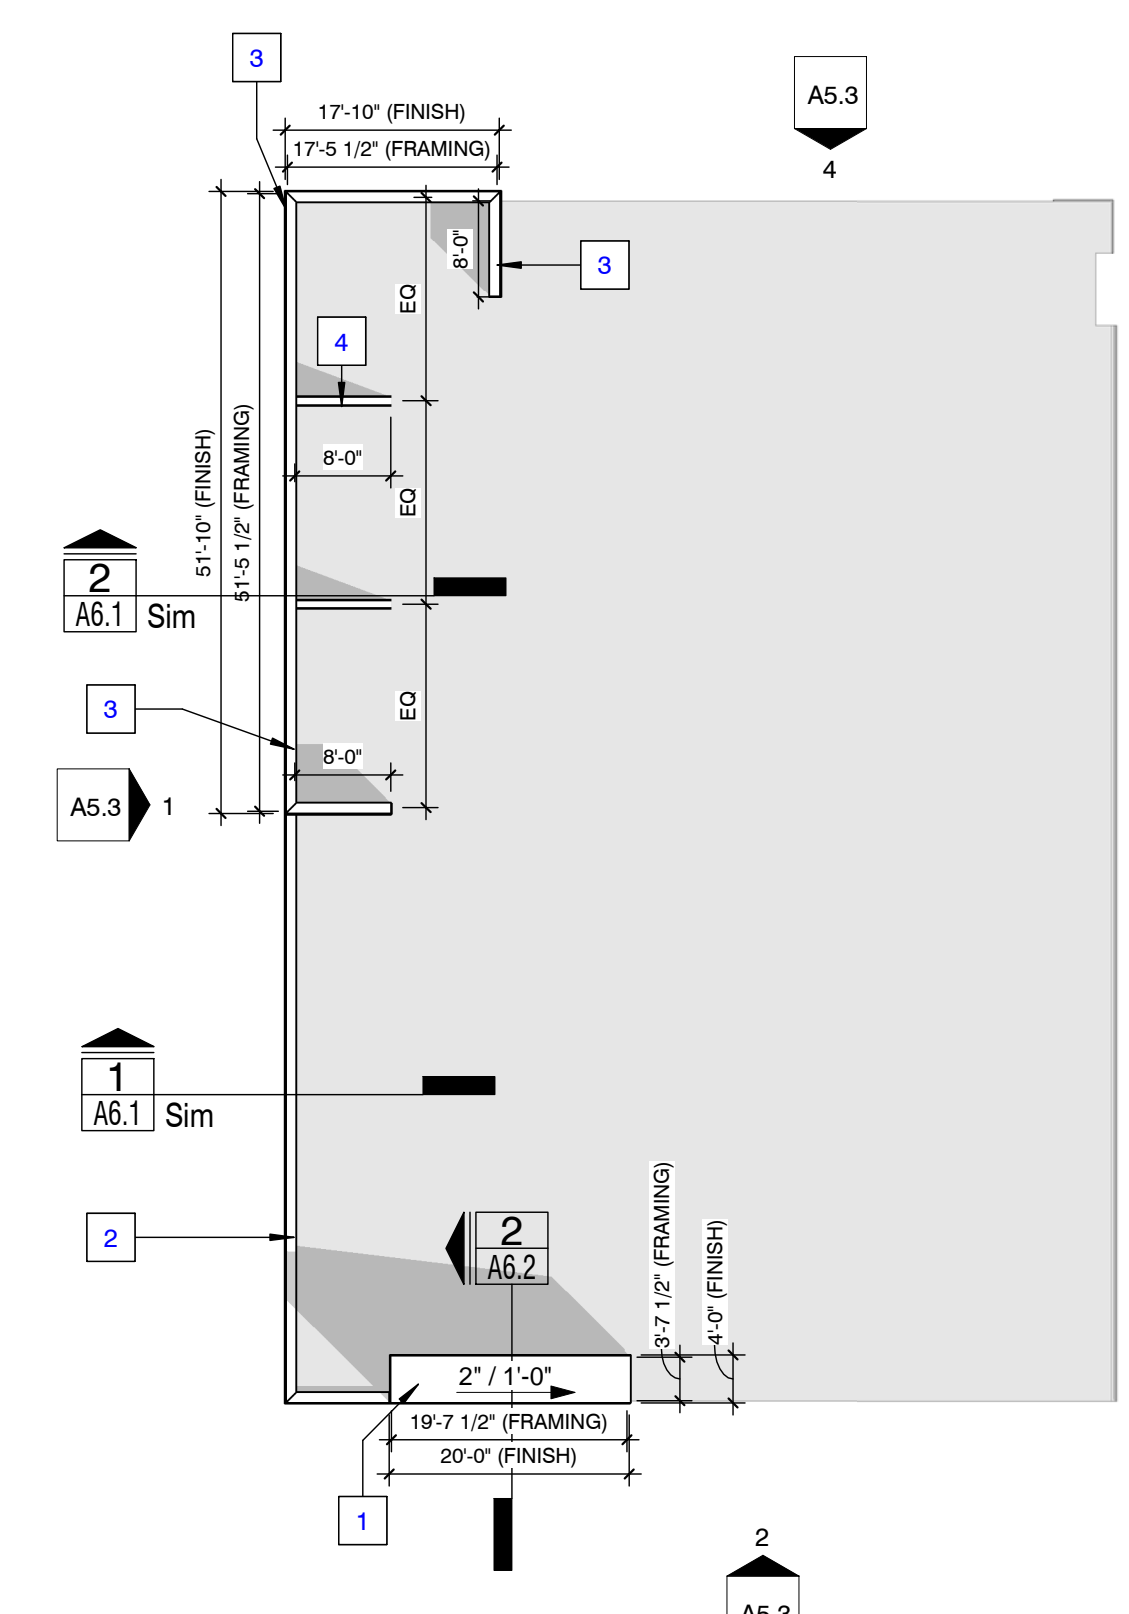 3
A5.3
4
17'-10" (FINISH)
17'-5 1/2" (FRAMING)
8'-0"
3
EQ
4
51'-10" (FINISH)
51'-5 1/2" (FRAMING)
8'-0"
EQ
2
A6.1 Sim
3
EQ
8'-0"
A5.3 1
1
A6.1 Sim
2
2
A6.2
3'-7 1/2" (FRAMING)
4'-0" (FINISH)
2" / 1'-0"
19'-7 1/2" (FRAMING)
20'-0" (FINISH)
1
2
A5.3